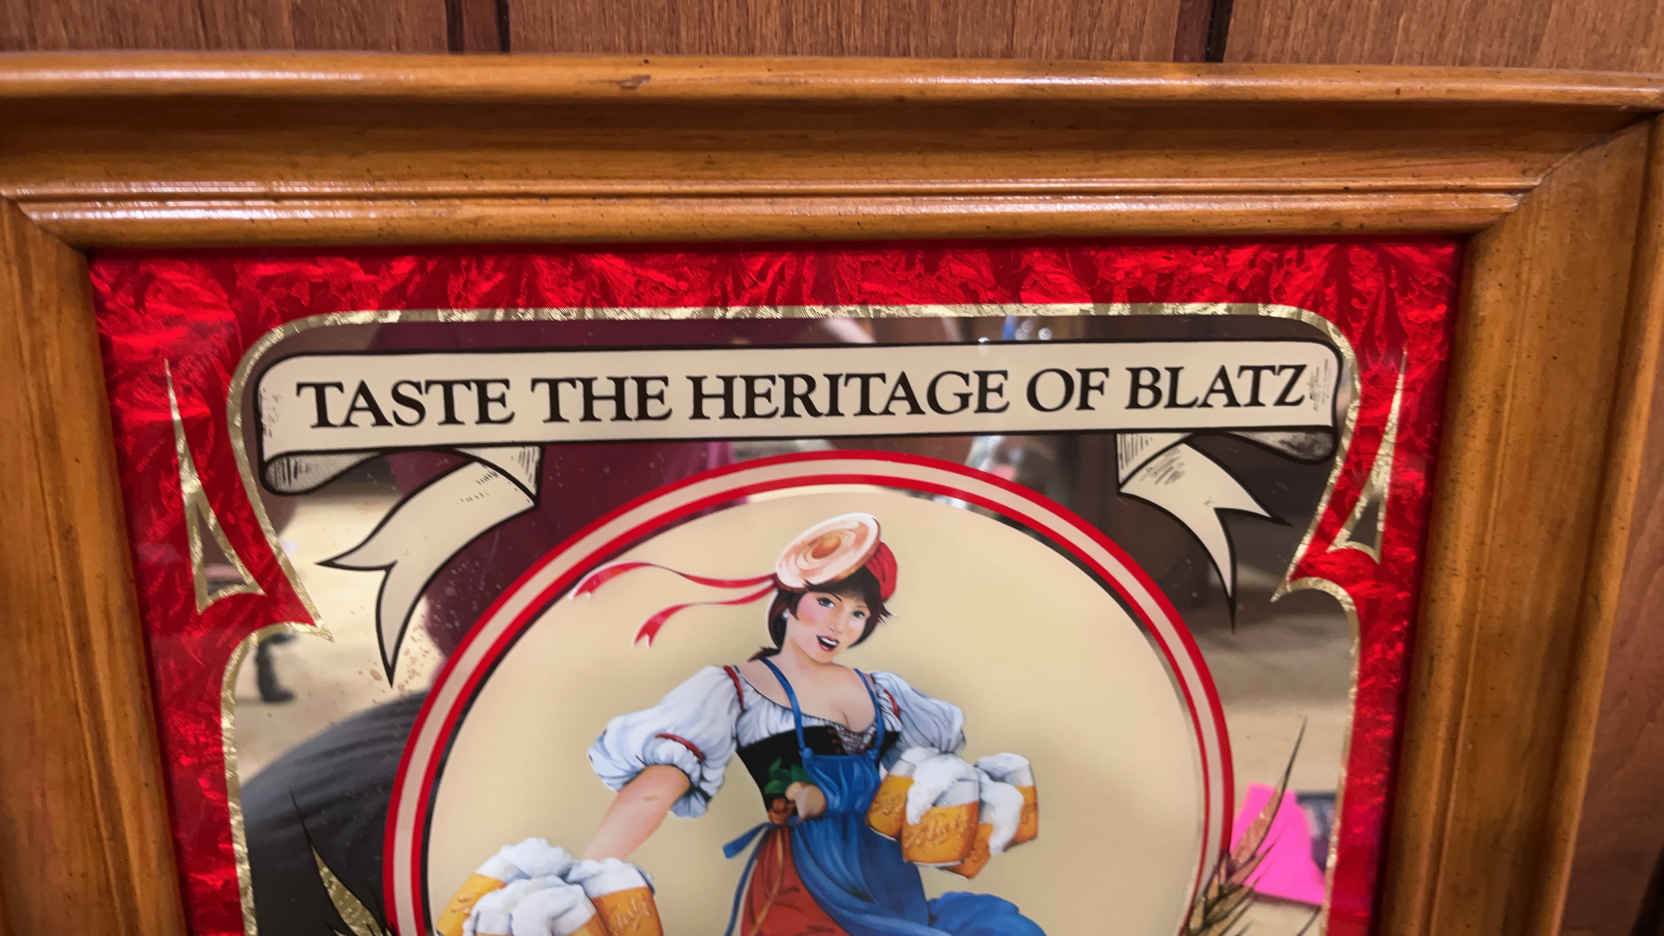 TASTE THE HERITAGE OF BLATZ